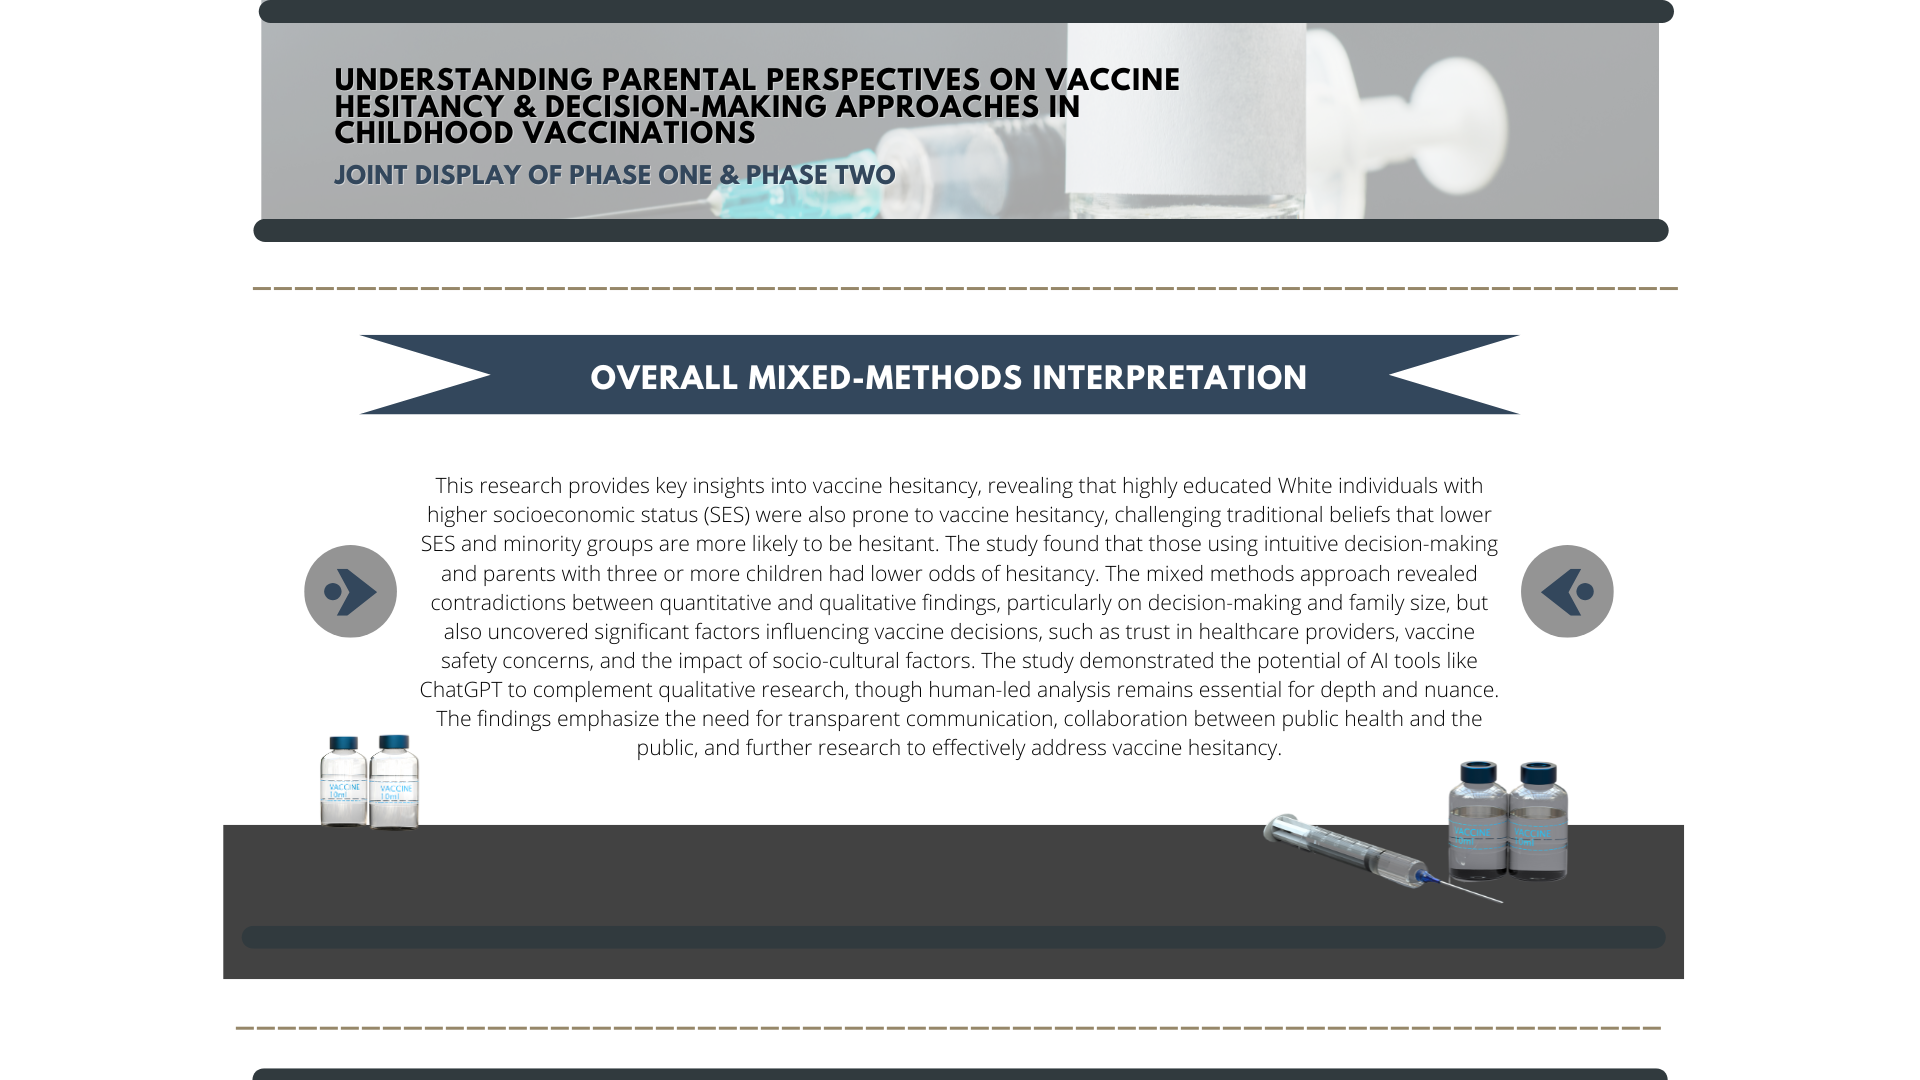 UNDERSTANDING PARENTAL PERSPECTIVES ON VACCINE
HESITANCY & DECISION-MAKING APPROACHES IN
CHILDHOOD VACCINATIONS
JOINT DISPLAY OF PHASE ONE & PHASE TWO
OVERALL MIXED-METHODS INTERPRETATION
This research provides key insights into vaccine hesitancy, revealing that highly educated White individuals with
higher socioeconomic status (SES) were also prone to vaccine hesitancy, challenging traditional beliefs that lower
SES and minority groups are more likely to be hesitant. The study found that those using intuitive decision-making
and parents with three or more children had lower odds of hesitancy. The mixed methods approach revealed
contradictions between quantitative and qualitative findings, particularly on decision-making and family size, but
also uncovered significant factors influencing vaccine decisions, such as trust in healthcare providers, vaccine
safety concerns, and the impact of socio-cultural factors. The study demonstrated the potential of AI tools like
ChatGPT to complement qualitative research, though human-led analysis remains essential for depth and nuance.
The findings emphasize the need for transparent communication, collaboration between public health and the
public, and further research to effectively address vaccine hesitancy.
VACCINE
10ml
VACCINE
10ml
VACCINE
VACCINE